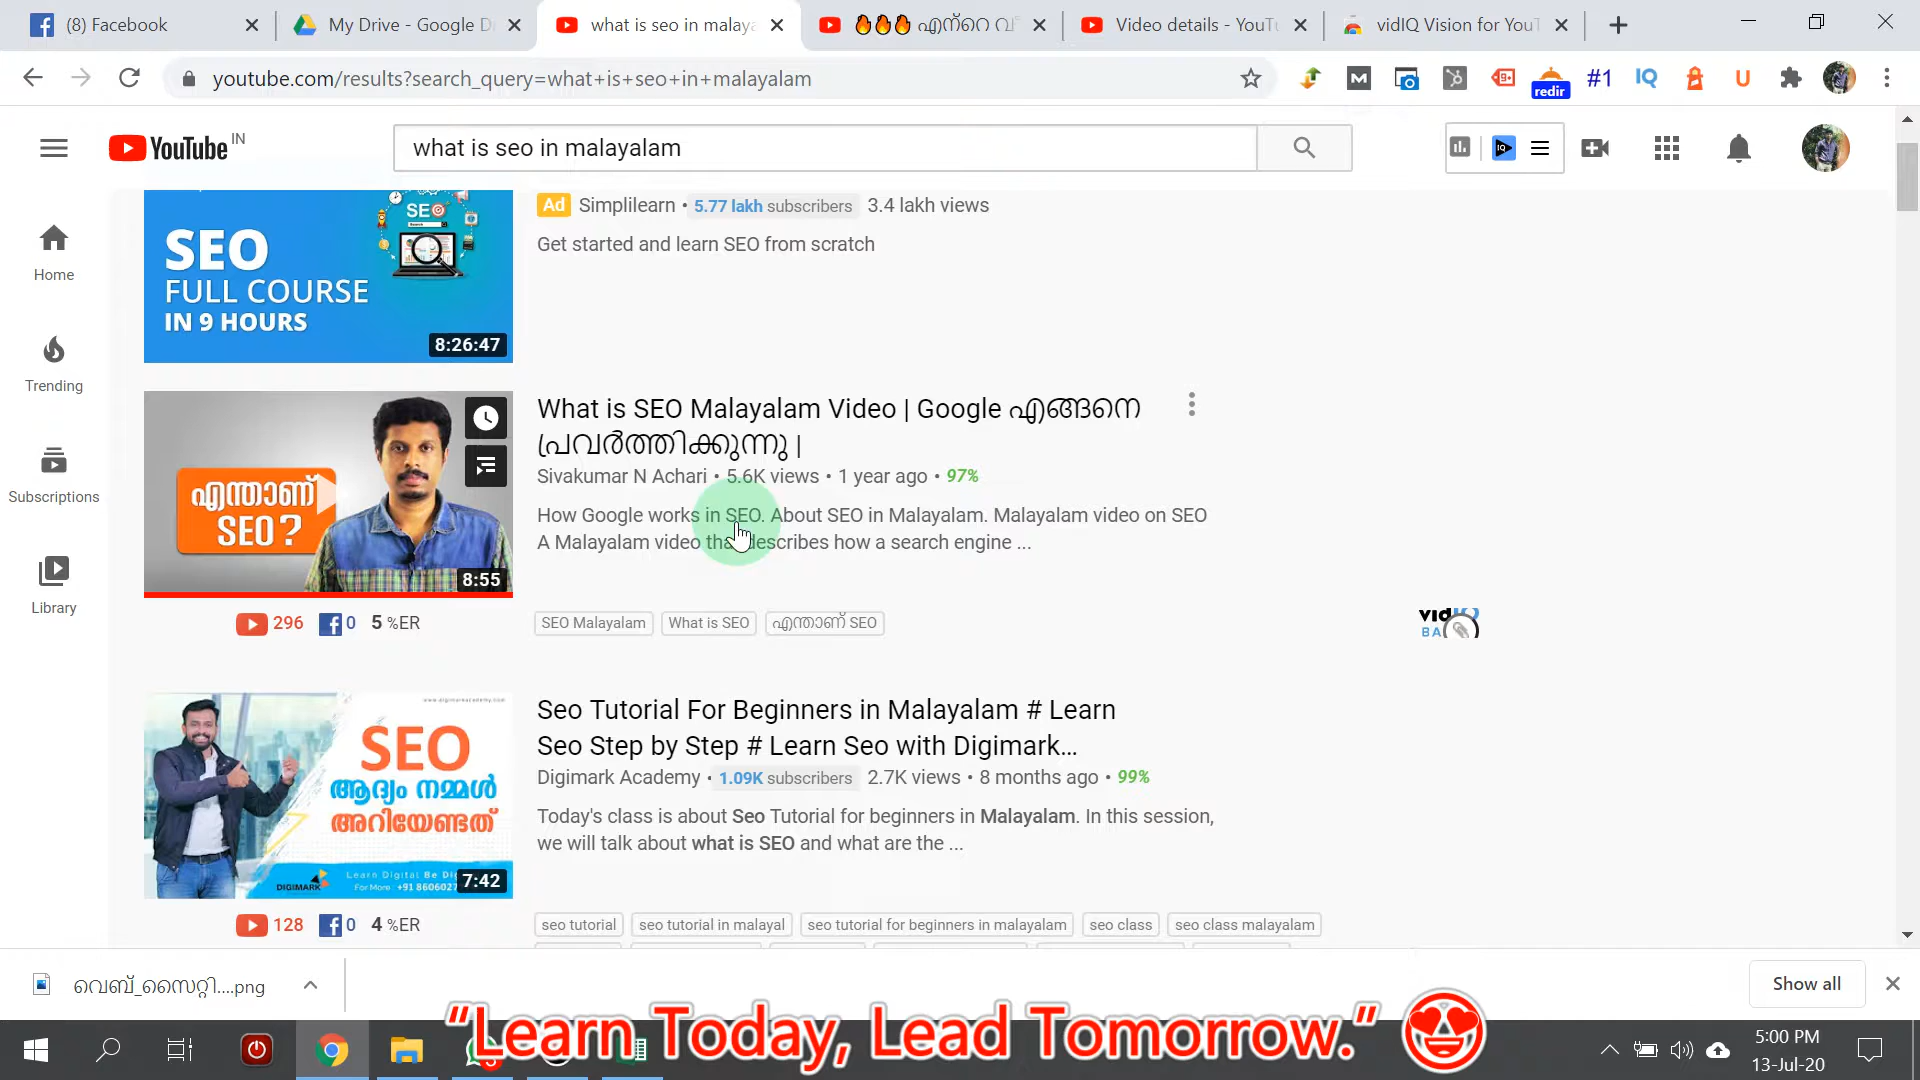 (8) Facebook
My Drive - Google D
what is seo in malaya
🔥🔥🔥 എന്റെ വ
Video details - YouTu
vidIQ Vision for YouT
youtube.com/results?search_query=what+is+seo+in+malayalam
redir
#1
IQ
U
YouTube IN
what is seo in malayalam
Home
Trending
Subscriptions
Library
SEO
SEO
FULL COURSE
IN 9 HOURS
8:26:47
Ad Simplilearn • 5.77 lakh subscribers 3.4 lakh views
Get started and learn SEO from scratch
എന്താണ്
SEO ?
8:55
What is SEO Malayalam Video | Google എങ്ങനെ
പ്രവർത്തിക്കുന്നു |
Sivakumar N Achari • 5.6K views • 1 year ago • 97%
How Google works in SEO. About SEO in Malayalam. Malayalam video on SEO
A Malayalam video that describes how a search engine ...
296 0 5 %ER
SEO Malayalam What is SEO എന്താണ് SEO
vidIQ
www.digimarkacademy.com
SEO
ആദ്യം നമ്മൾ
അറിയേണ്ടത്
DIGIMARK
7:42
Seo Tutorial For Beginners in Malayalam # Learn
Seo Step by Step # Learn Seo with Digimark...
Digimark Academy • 1.09K subscribers 2.7K views • 8 months ago • 99%
Today's class is about Seo Tutorial for beginners in Malayalam. In this session,
we will talk about what is SEO and what are the ...
128 0 4 %ER
seo tutorial seo tutorial in malayal seo tutorial for beginners in malayalam seo class seo class malayalam
വെബ്_സൈറ്റി....png
Show all
“Learn Today, Lead Tomorrow.” 😍
5:00 PM
13-Jul-20